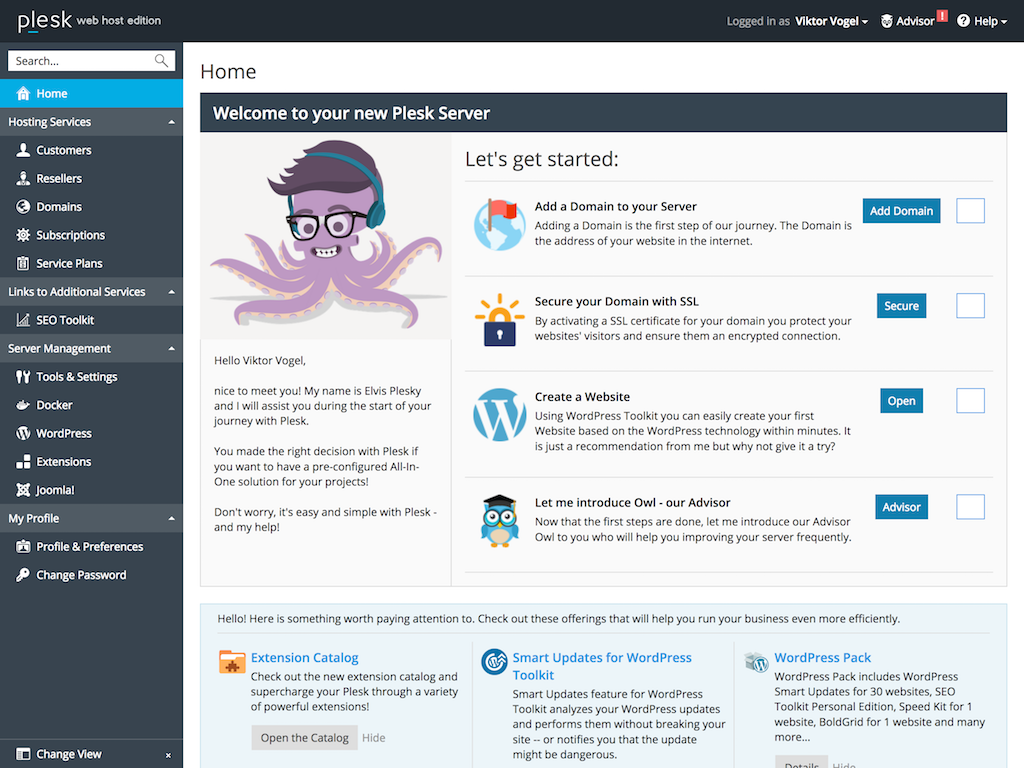 plesk web host edition
Logged in as Viktor Vogel
Advisor !
Help
Search...
Home
Hosting Services
Customers
Resellers
Domains
Subscriptions
Service Plans
Links to Additional Services
SEO Toolkit
Server Management
Tools & Settings
Docker
WordPress
Extensions
Joomla!
My Profile
Profile & Preferences
Change Password
Change View
x
Home
Welcome to your new Plesk Server
Hello Viktor Vogel,
nice to meet you! My name is Elvis Plesky
and I will assist you during the start of your
journey with Plesk.
You made the right decision with Plesk if
you want to have a pre-configured All-In-
One solution for your projects!
Don't worry, it's easy and simple with Plesk -
and my help!
Let's get started:
Add a Domain to your Server
Adding a Domain is the first step of our journey. The Domain is
the address of your website in the internet.
Add Domain
Secure your Domain with SSL
By activating a SSL certificate for your domain you protect your
websites' visitors and ensure them an encrypted connection.
Secure
Create a Website
Using WordPress Toolkit you can easily create your first
Website based on the WordPress technology within minutes. It
is just a recommendation from me but why not give it a try?
Open
Let me introduce Owl - our Advisor
Now that the first steps are done, let me introduce our Advisor
Owl to you who will help you improving your server frequently.
Advisor
Hello! Here is something worth paying attention to. Check out these offerings that will help you run your business even more efficiently.
Extension Catalog
Check out the new extension catalog and
supercharge your Plesk through a variety
of powerful extensions!
Open the Catalog Hide
Smart Updates for WordPress
Toolkit
Smart Updates feature for WordPress
Toolkit analyzes your WordPress updates
and performs them without breaking your
site -- or notifies you that the update
might be dangerous.
WordPress Pack
WordPress Pack includes WordPress
Smart Updates for 30 websites, SEO
Toolkit Personal Edition, Speed Kit for 1
website, BoldGrid for 1 website and many
more...
Details Hide